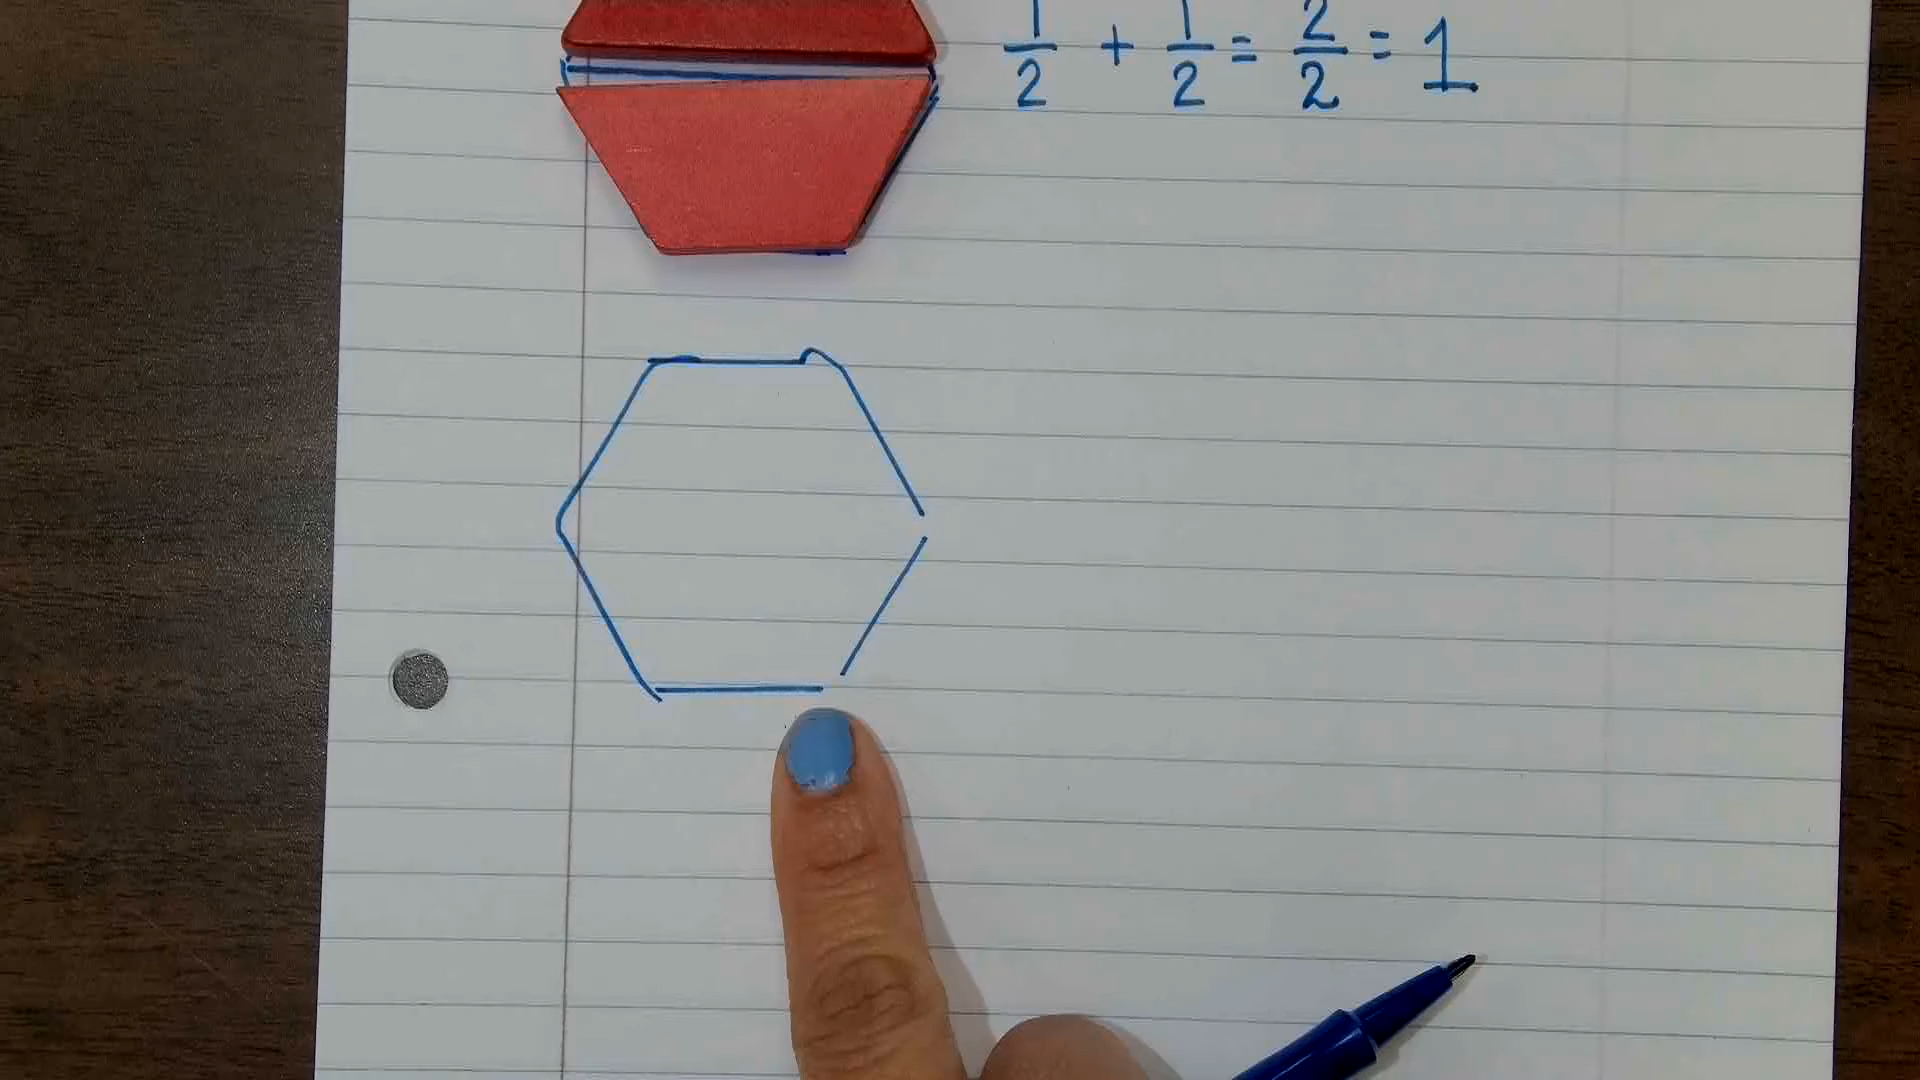 1/2 + 1/2 = 2/2 = 1